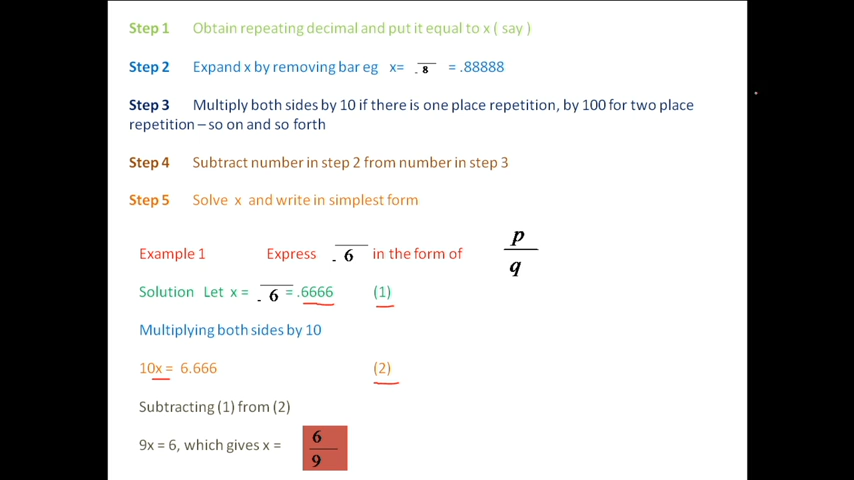 Step 1 Obtain repeating decimal and put it equal to x ( say )
Step 2 Expand x by removing bar eg x= .8̅ = .88888
Step 3 Multiply both sides by 10 if there is one place repetition, by 100 for two place
repetition – so on and so forth
Step 4 Subtract number in step 2 from number in step 3
Step 5 Solve x and write in simplest form
Example 1 Express .6̅ in the form of p/q
Solution Let x = .6̅ = .6666 (1)
Multiplying both sides by 10
10x = 6.666 (2)
Subtracting (1) from (2)
9x = 6, which gives x = 6/9